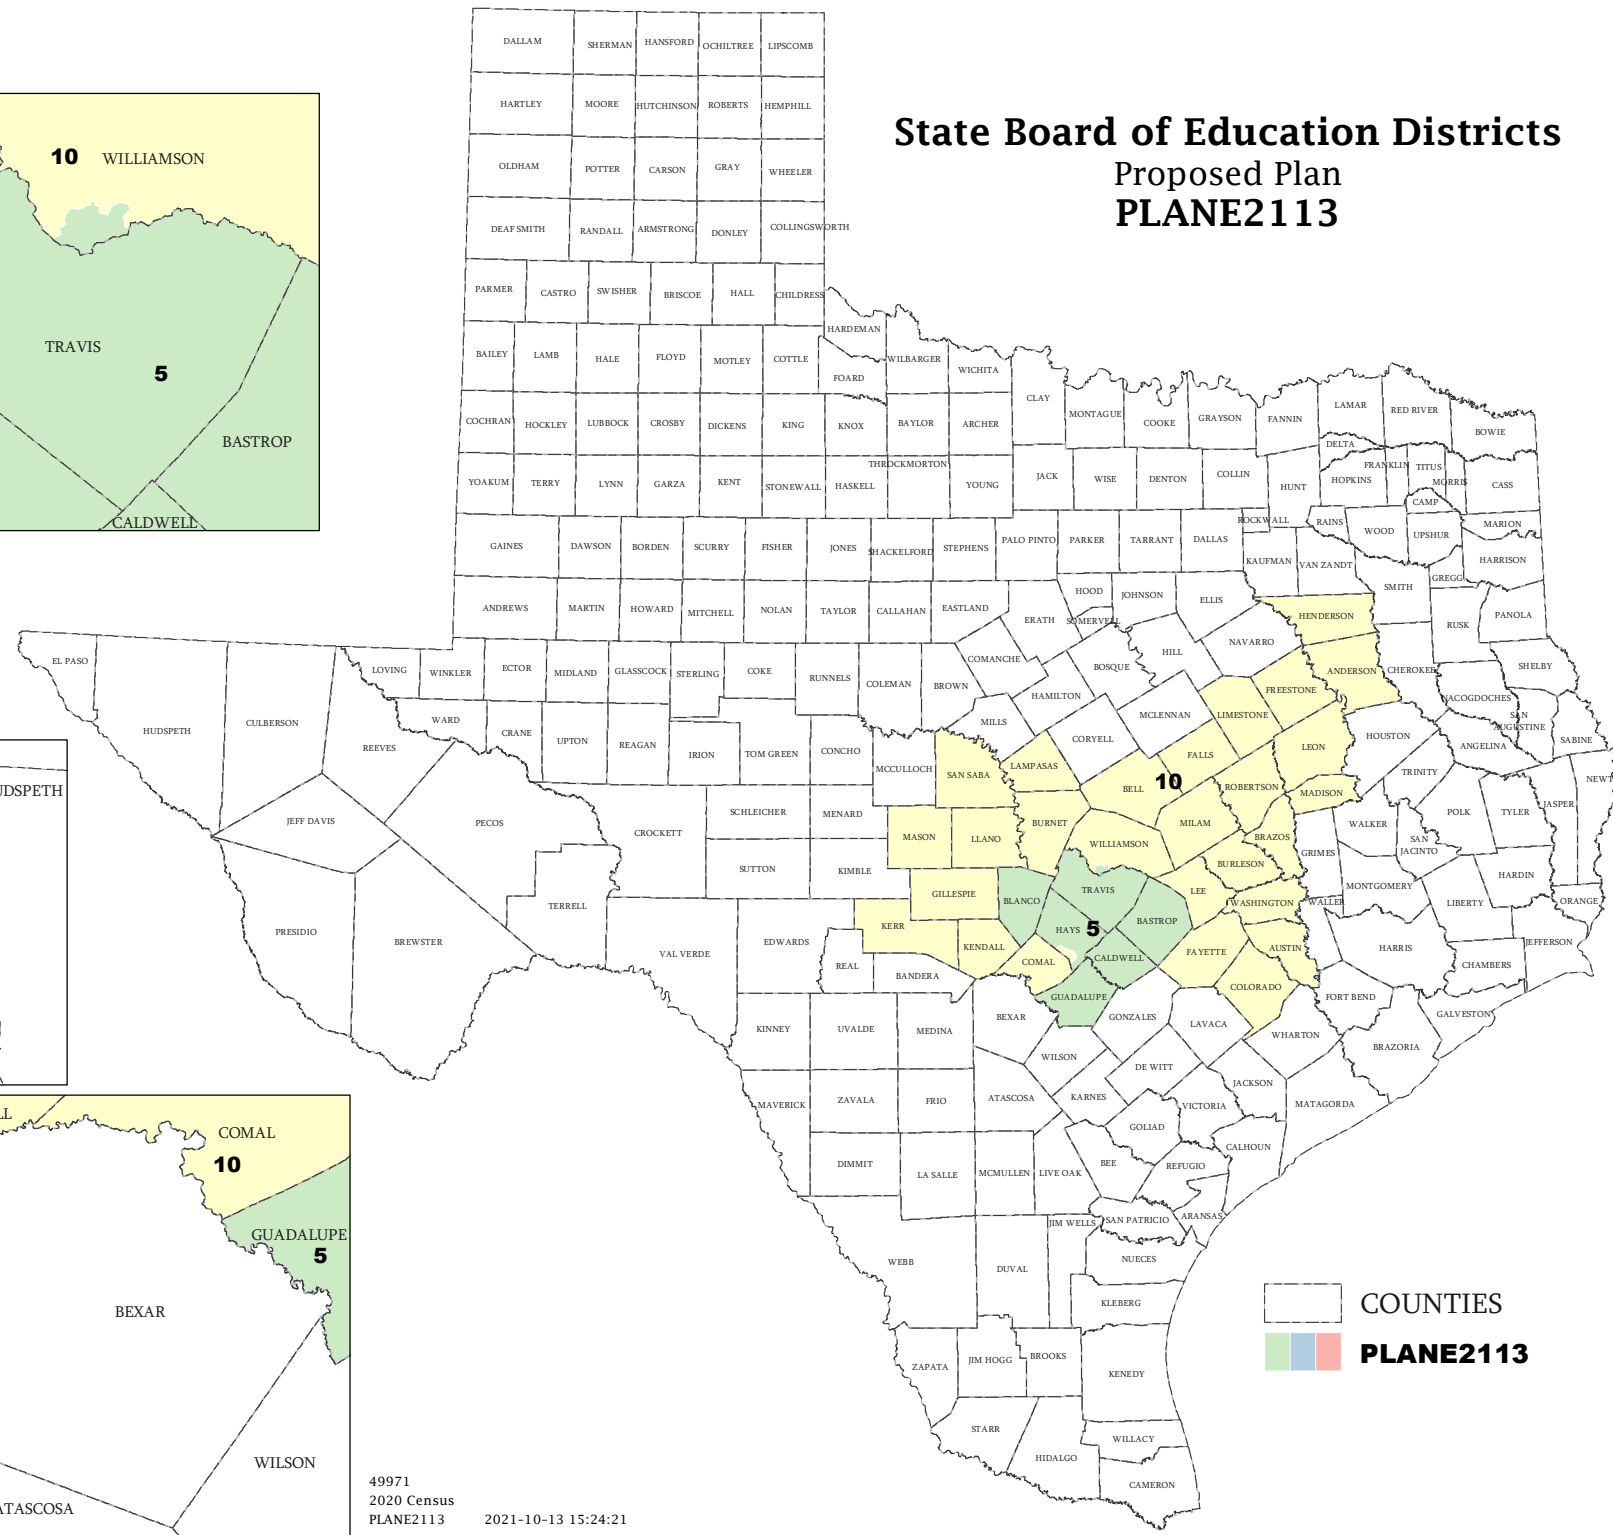 State Board of Education Districts
Proposed Plan
PLANE2113
10 WILLIAMSON
TRAVIS
5
BASTROP
CALDWELL
UDSPETH
LL
COMAL
10
GUADALUPE
5
BEXAR
WILSON
ATASCOSA
DALLAM
SHERMAN
HANSFORD
OCHILTREE
LIPSCOMB
HARTLEY
MOORE
HUTCHINSON
ROBERTS
HEMPHILL
OLDHAM
POTTER
CARSON
GRAY
WHEELER
DEAF SMITH
RANDALL
ARMSTRONG
DONLEY
COLLINGSWORTH
PARMER
CASTRO
SWISHER
BRISCOE
HALL
CHILDRESS
HARDEMAN
BAILEY
LAMB
HALE
FLOYD
MOTLEY
COTTLE
FOARD
WILBARGER
WICHITA
CLAY
MONTAGUE
COOKE
GRAYSON
FANNIN
LAMAR
RED RIVER
BOWIE
DELTA
COCHRAN
HOCKLEY
LUBBOCK
CROSBY
DICKENS
KING
KNOX
BAYLOR
ARCHER
THROCKMORTON
YOAKUM
TERRY
LYNN
GARZA
KENT
STONEWALL
HASKELL
YOUNG
JACK
WISE
DENTON
COLLIN
HUNT
HOPKINS
FRANKLIN
TITUS
MORRIS
CASS
CAMP
ROCKWALL
RAINS
WOOD
UPSHUR
MARION
GAINES
DAWSON
BORDEN
SCURRY
FISHER
JONES
SHACKELFORD
STEPHENS
PALO PINTO
PARKER
TARRANT
DALLAS
KAUFMAN
VAN ZANDT
SMITH
GREGG
HARRISON
ANDREWS
MARTIN
HOWARD
MITCHELL
NOLAN
TAYLOR
CALLAHAN
EASTLAND
ERATH
HOOD
SOMERVELL
JOHNSON
ELLIS
HENDERSON
RUSK
PANOLA
EL PASO
HUDSPETH
CULBERSON
REEVES
LOVING
WINKLER
ECTOR
MIDLAND
GLASSCOCK
STERLING
COKE
RUNNELS
COLEMAN
BROWN
COMANCHE
HAMILTON
BOSQUE
HILL
NAVARRO
ANDERSON
CHEROKEE
SHELBY
NACOGDOCHES
WARD
CRANE
UPTON
REAGAN
IRION
TOM GREEN
CONCHO
MCCULLOCH
SAN SABA
MILLS
LAMPASAS
CORYELL
MCLENNAN
LIMESTONE
FREESTONE
FALLS
LEON
HOUSTON
ANGELINA
SAN
AUGUSTINE
SABINE
NEWT
JASPER
TRINITY
POLK
TYLER
JEFF DAVIS
PECOS
CROCKETT
SCHLEICHER
MENARD
MASON
LLANO
BURNET
BELL
10
MILAM
ROBERTSON
MADISON
BRAZOS
WALKER
SAN
JACINTO
GRIMES
WILLIAMSON
BURLESON
LEE
WASHINGTON
WALLER
MONTGOMERY
LIBERTY
HARDIN
ORANGE
JEFFERSON
CHAMBERS
HARRIS
PRESIDIO
BREWSTER
TERRELL
VAL VERDE
SUTTON
KIMBLE
EDWARDS
GILLESPIE
KERR
REAL
BANDERA
KENDALL
BLANCO
TRAVIS
HAYS
5
BASTROP
CALDWELL
COMAL
GUADALUPE
FAYETTE
AUSTIN
COLORADO
FORT BEND
GALVESTON
BRAZORIA
WHARTON
KINNEY
UVALDE
MEDINA
BEXAR
WILSON
GONZALES
LAVACA
DE WITT
JACKSON
MATAGORDA
MAVERICK
ZAVALA
FRIO
ATASCOSA
KARNES
VICTORIA
GOLIAD
CALHOUN
DIMMIT
LA SALLE
MCMULLEN
LIVE OAK
BEE
REFUGIO
SAN PATRICIO
ARANSAS
JIM WELLS
NUECES
WEBB
DUVAL
KLEBERG
ZAPATA
JIM HOGG
BROOKS
KENEDY
STARR
HIDALGO
WILLACY
CAMERON
COUNTIES
PLANE2113
49971
2020 Census
PLANE2113 2021-10-13 15:24:21